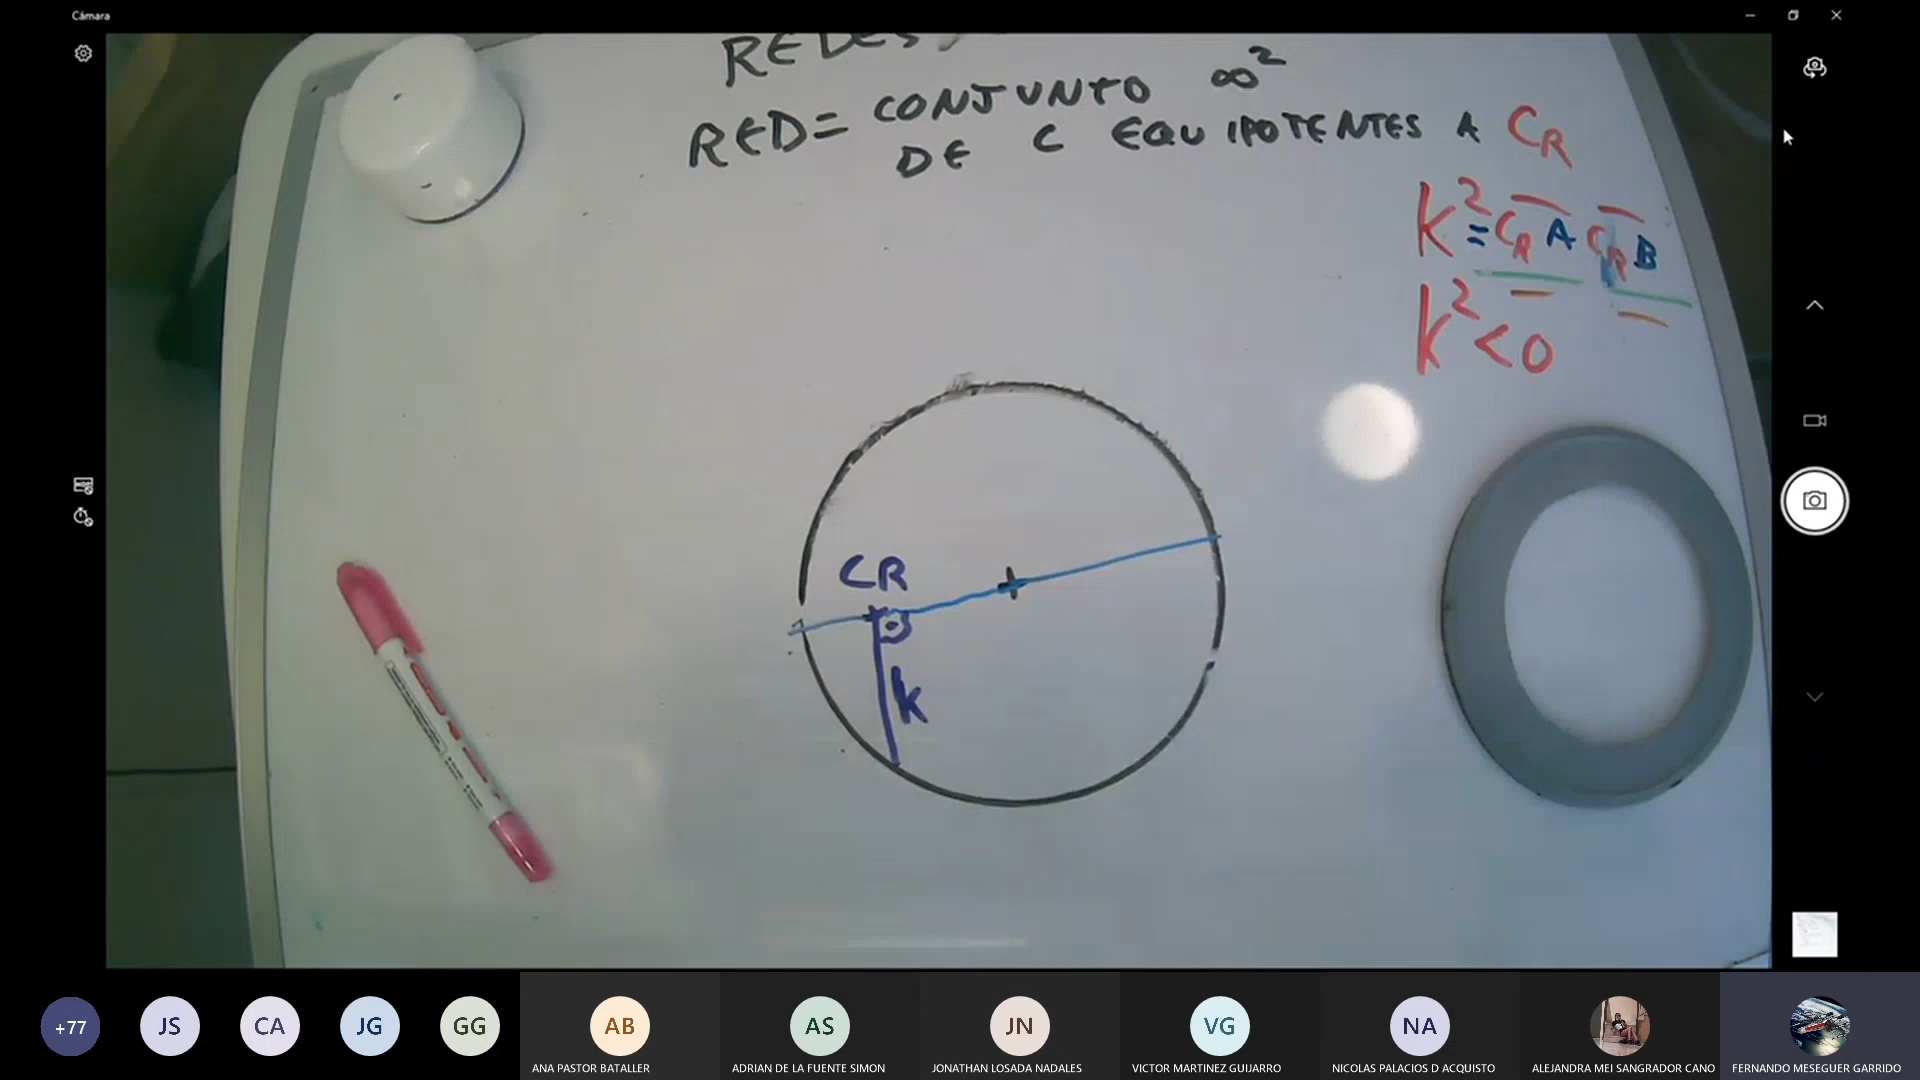 Cámara
REDES
RED = CONJUNTO ∞²
DE C EQUIPOTENTES A CR
K² = CRA CRB
K² < 0
CR
K
+77
JS
CA
JG
GG
AB
AS
JN
VG
NA
ANA PASTOR BATALLER
ADRIAN DE LA FUENTE SIMON
JONATHAN LOSADA NADALES
VICTOR MARTINEZ GUIJARRO
NICOLAS PALACIOS D ACQUISTO
ALEJANDRA MEI SANGRADOR CANO
FERNANDO MESEGUER GARRIDO